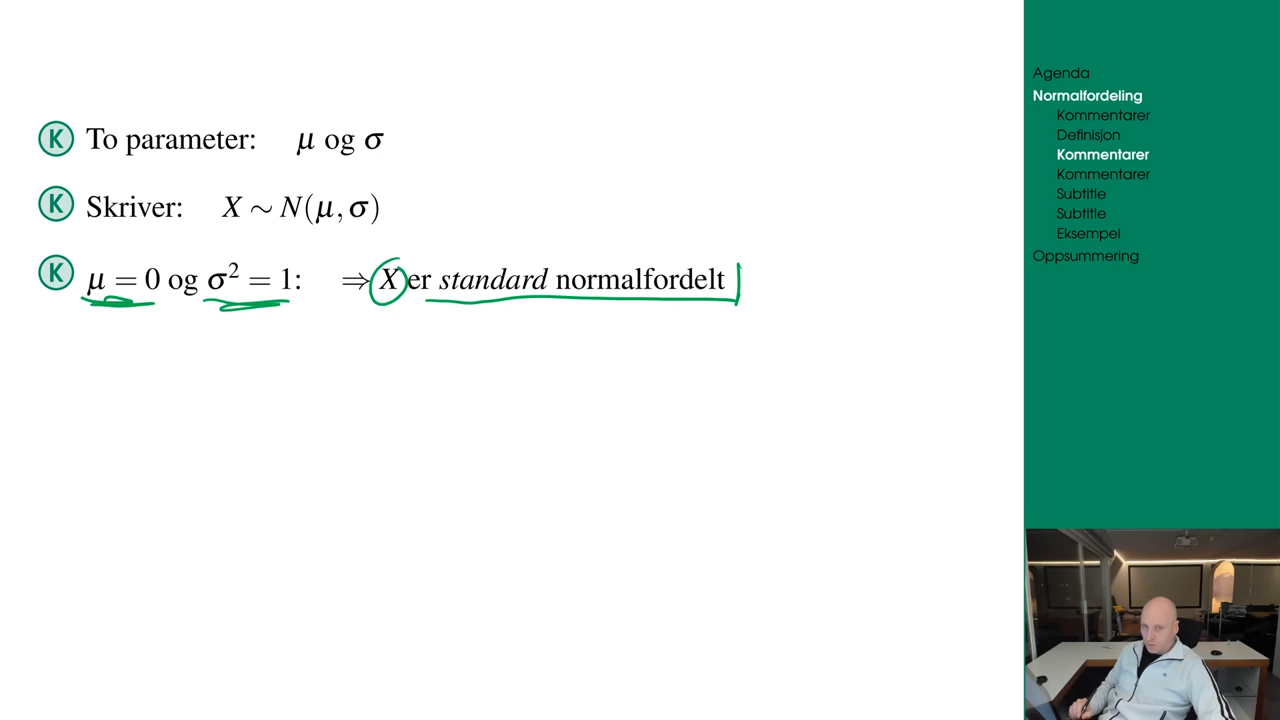 K To parameter: μ og σ
K Skriver: X ∼ N(μ, σ)
K μ = 0 og σ² = 1: ⇒ X er standard normalfordelt
Agenda
Normalfordeling
Kommentarer
Definisjon
Kommentarer
Kommentarer
Subtitle
Subtitle
Eksempel
Oppsummering